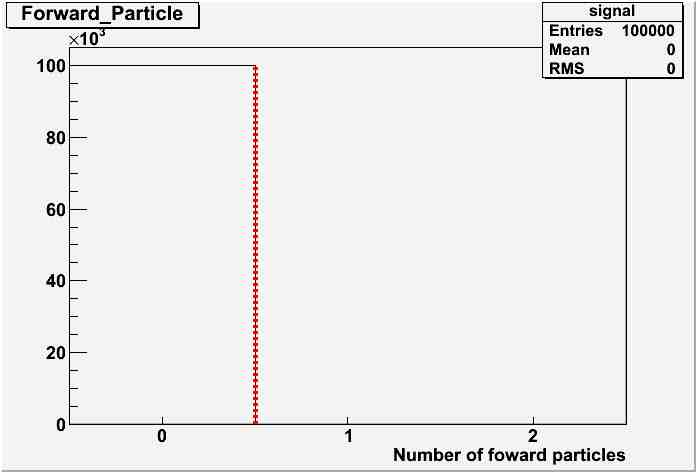 Forward_Particle
signal
Entries 100000
Mean 0
RMS 0
×10³
100
80
60
40
20
0
0 1 2
Number of foward particles